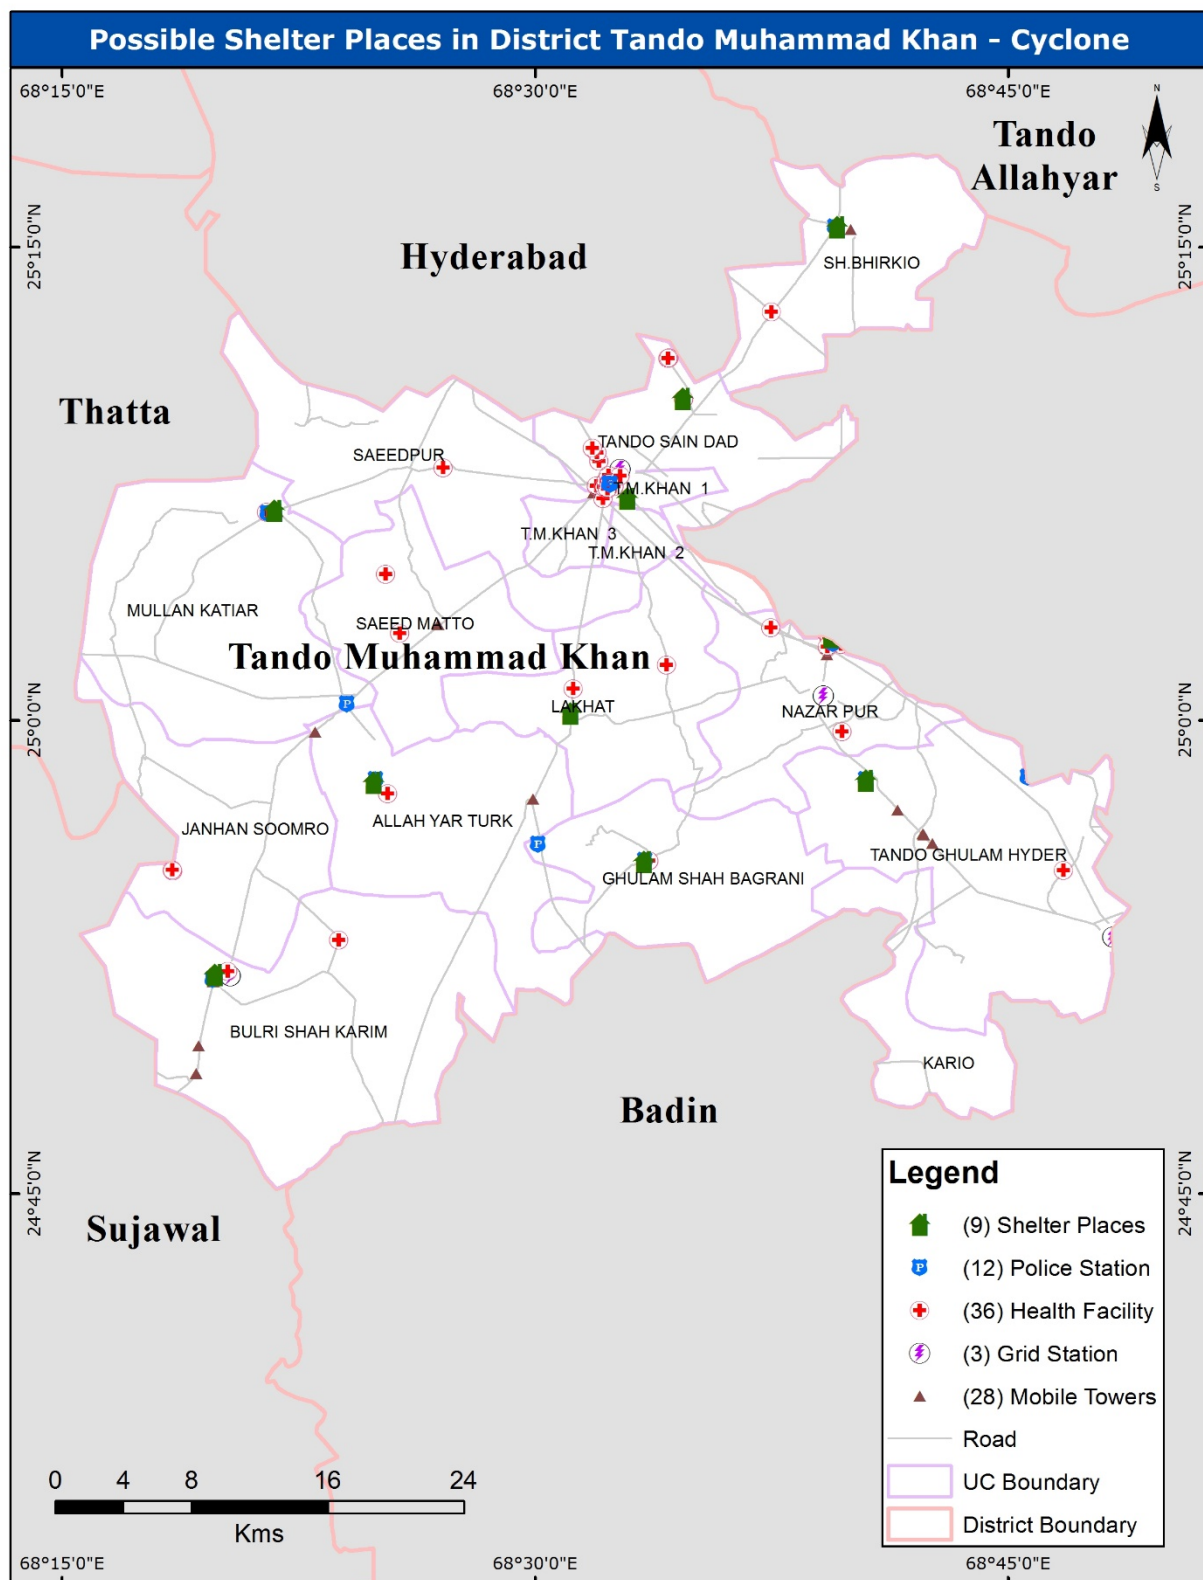 Possible Shelter Places in District Tando Muhammad Khan - Cyclone
68°15'0"E
68°30'0"E
68°45'0"E
N
S
Tando
Allahyar
25°15'0"N
25°15'0"N
Hyderabad
SH.BHIRKIO
Thatta
TANDO SAIN DAD
SAEEDPUR
T.M.KHAN 1
T.M.KHAN 3
T.M.KHAN 2
MULLAN KATIAR
SAEED MATTO
Tando Muhammad Khan
LAKHAT
NAZAR PUR
25°0'0"N
25°0'0"N
P
JANHAN SOOMRO
ALLAH YAR TURK
P
TANDO GHULAM HYDER
GHULAM SHAH BAGRANI
BULRI SHAH KARIM
KARIO
Badin
Sujawal
24°45'0"N
24°45'0"N
Legend
(9) Shelter Places
P
(12) Police Station
(36) Health Facility
(3) Grid Station
(28) Mobile Towers
Road
UC Boundary
District Boundary
0 4 8 16 24
Kms
68°15'0"E
68°30'0"E
68°45'0"E